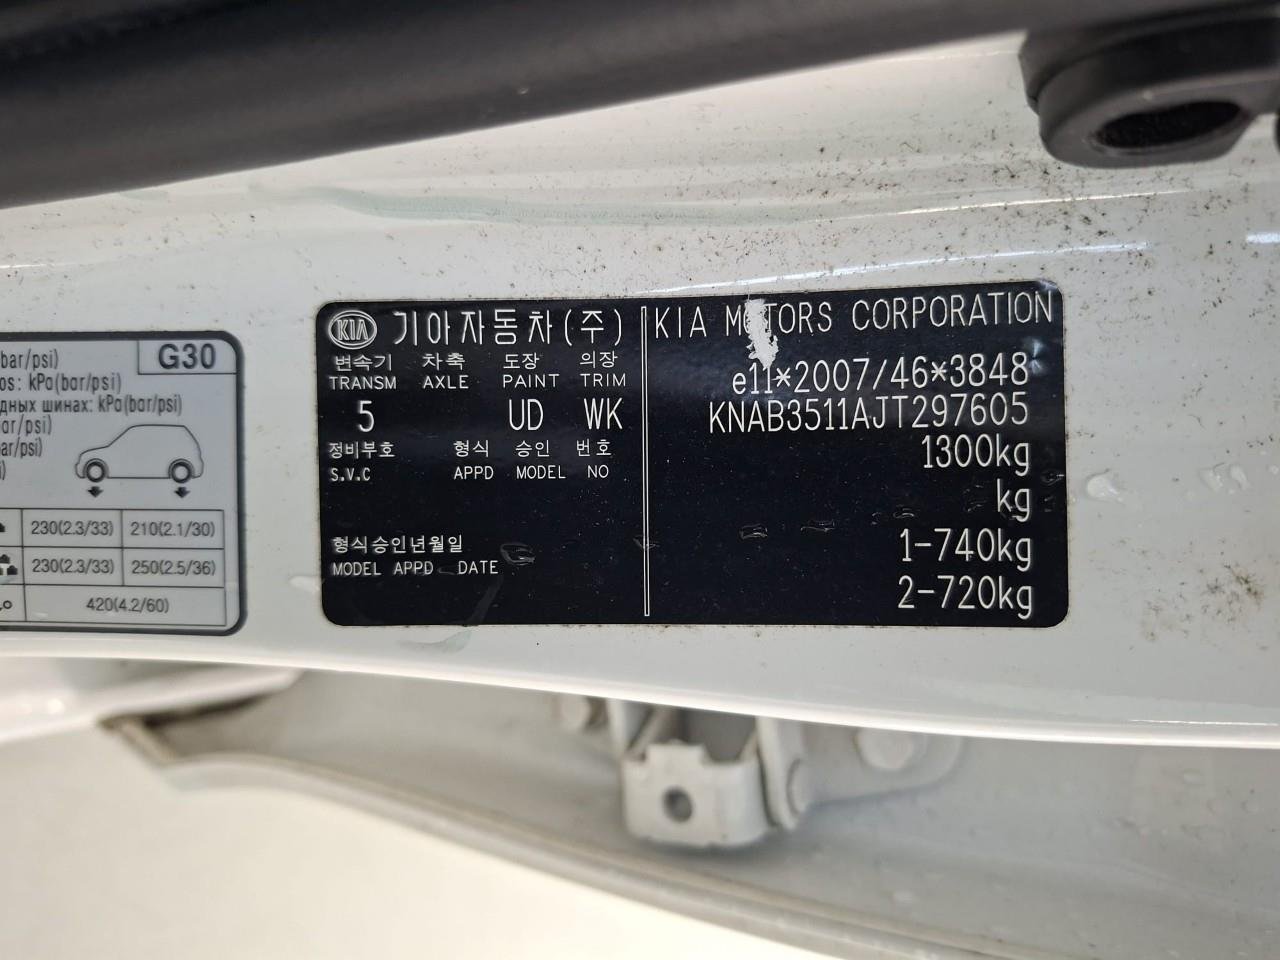 bar/psi)
G30
os: kPa(bar/psi)
дных шинах: kPa(bar/psi)
bar/psi)
230(2.3/33) 210(2.1/30)
230(2.3/33) 250(2.5/36)
420(4.2/60)
KIA 기아자동차(주)
변속기 차축 도장 의장
TRANSM AXLE PAINT TRIM
5 UD WK
정비부호 형식 승인 번호
S.V.C APPD MODEL NO
형식승인년월일
MODEL APPD DATE
KIA MOTORS CORPORATION
e11*2007/46*3848
KNAB3511AJT297605
1300kg
kg
1-740kg
2-720kg